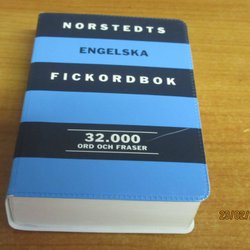 NORSTEDTS
ENGELSKA
FICKORDBOK
32.000
ORD OCH FRASER